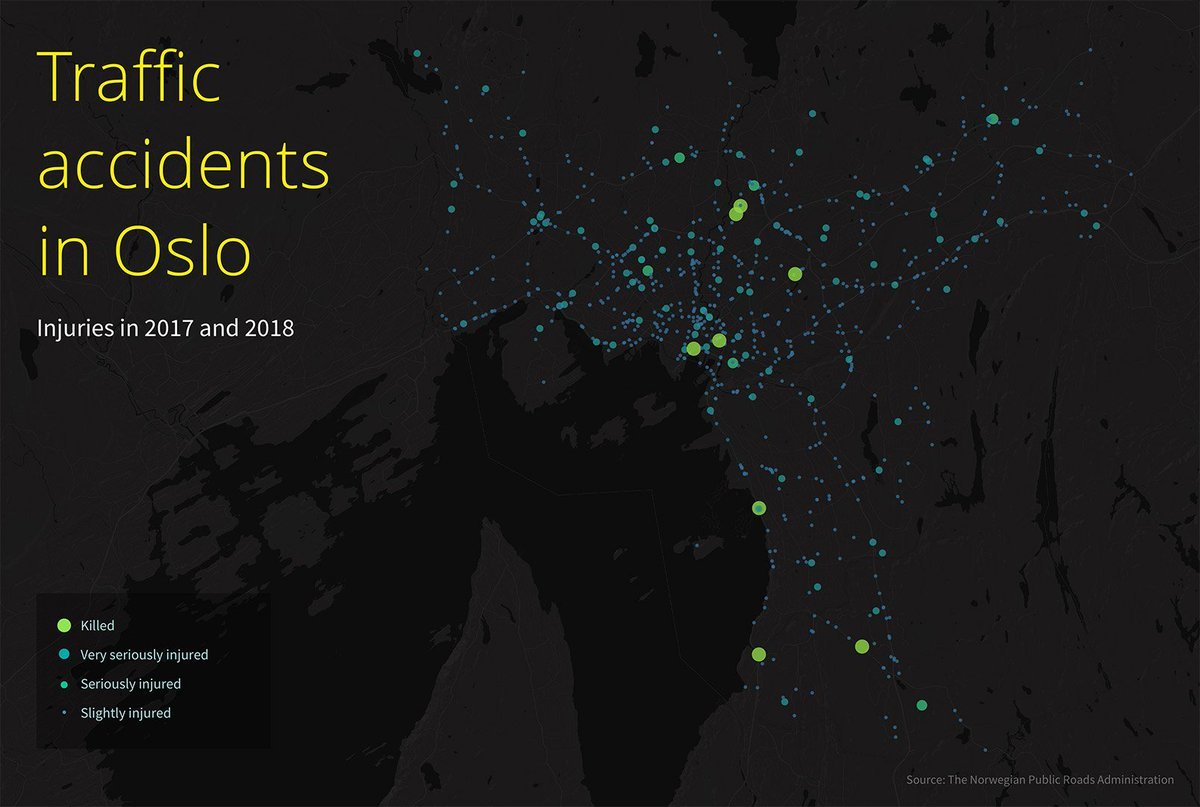 Traffic
accidents
in Oslo
Injuries in 2017 and 2018
Killed
Very seriously injured
Seriously injured
Slightly injured
Source: The Norwegian Public Roads Administration